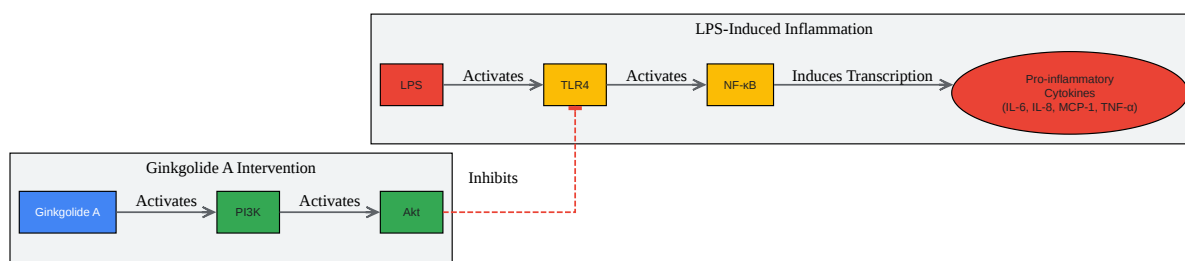 LPS-Induced Inflammation
LPS
Activates
TLR4
Activates
NF-κB
Induces Transcription
Pro-inflammatory
Cytokines
(IL-6, IL-8, MCP-1, TNF-α)
Ginkgolide A Intervention
Ginkgolide A
Activates
PI3K
Activates
Akt
Inhibits